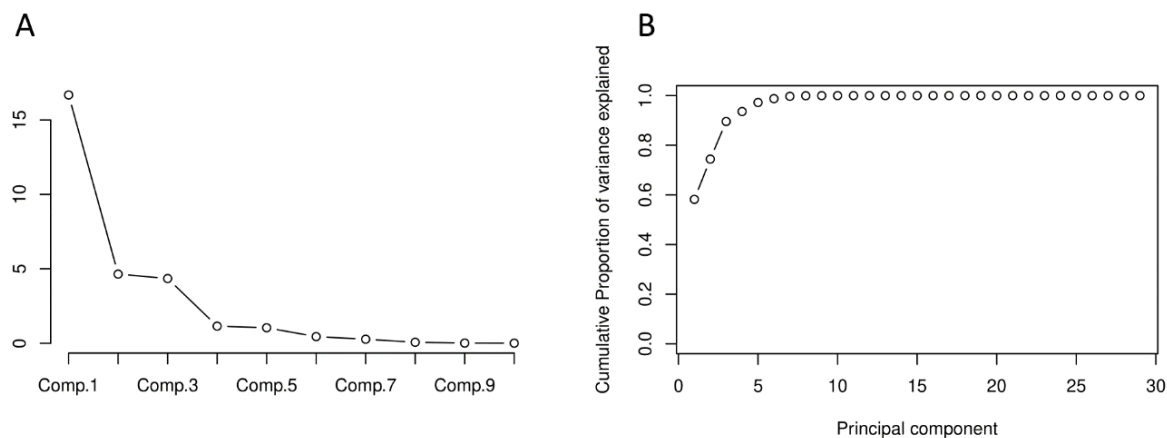 A
15
10
5
0
Comp.1 Comp.3 Comp.5 Comp.7 Comp.9
B
Cumulative Proportion of variance explained
1.0
0.8
0.6
0.4
0.2
0.0
0 5 10 15 20 25 30
Principal component